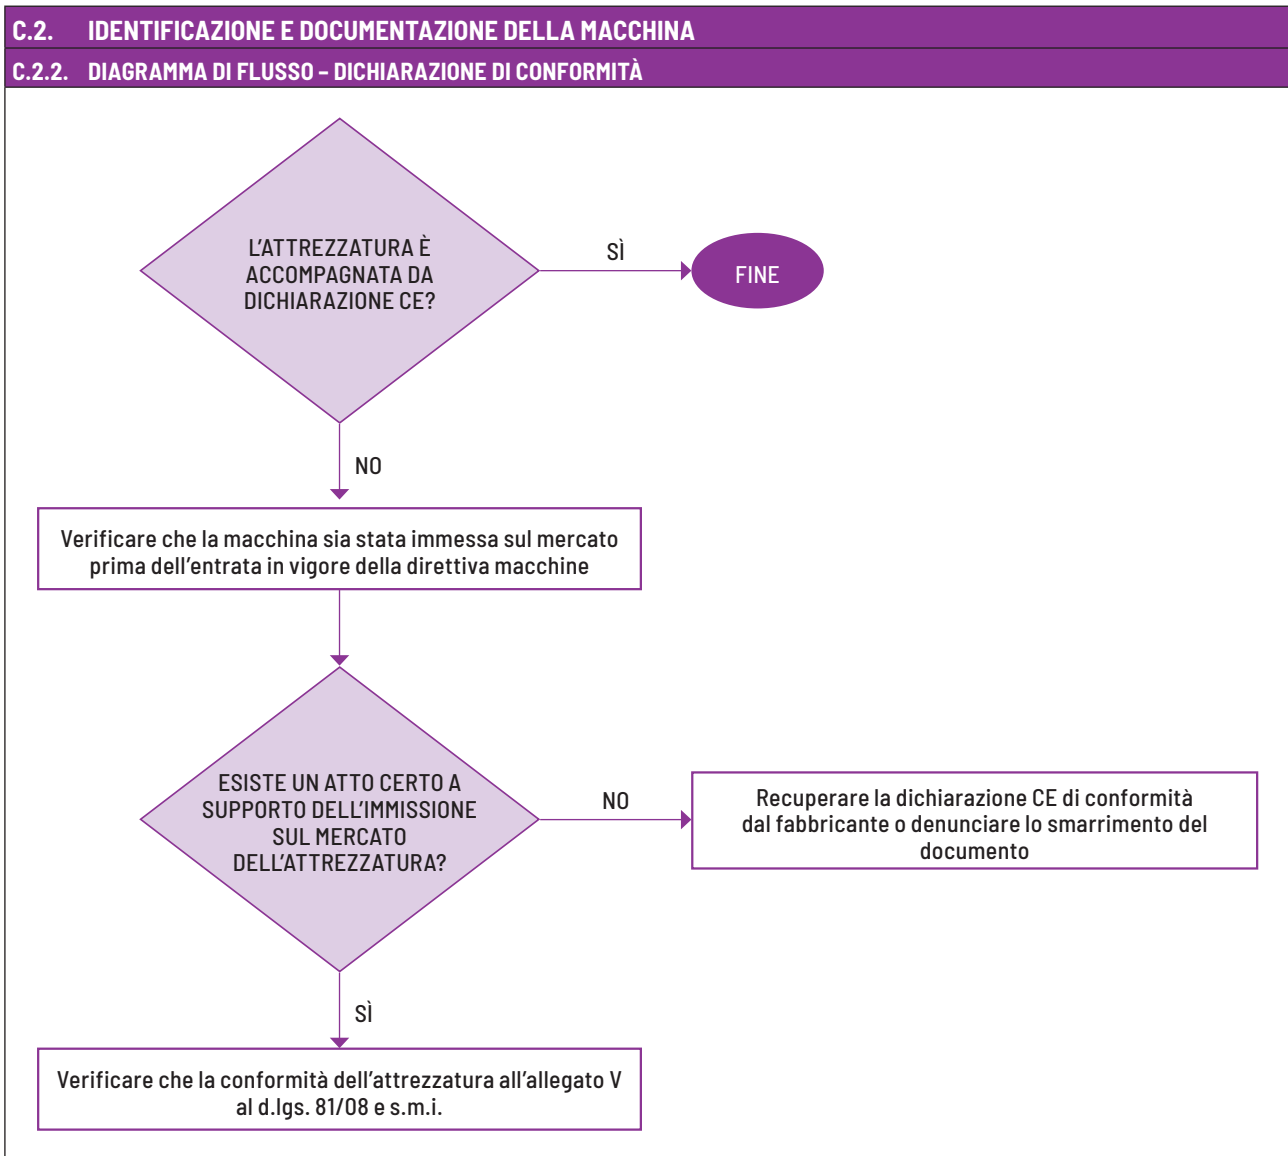 C.2. IDENTIFICAZIONE E DOCUMENTAZIONE DELLA MACCHINA
C.2.2. DIAGRAMMA DI FLUSSO – DICHIARAZIONE DI CONFORMITÀ
L'ATTREZZATURA È
ACCOMPAGNATA DA
DICHIARAZIONE CE?
SÌ
FINE
NO
Verificare che la macchina sia stata immessa sul mercato
prima dell'entrata in vigore della direttiva macchine
ESISTE UN ATTO CERTO A
SUPPORTO DELL'IMMISSIONE
SUL MERCATO
DELL'ATTREZZATURA?
NO
Recuperare la dichiarazione CE di conformità
dal fabbricante o denunciare lo smarrimento del
documento
SÌ
Verificare che la conformità dell'attrezzatura all'allegato V
al d.lgs. 81/08 e s.m.i.